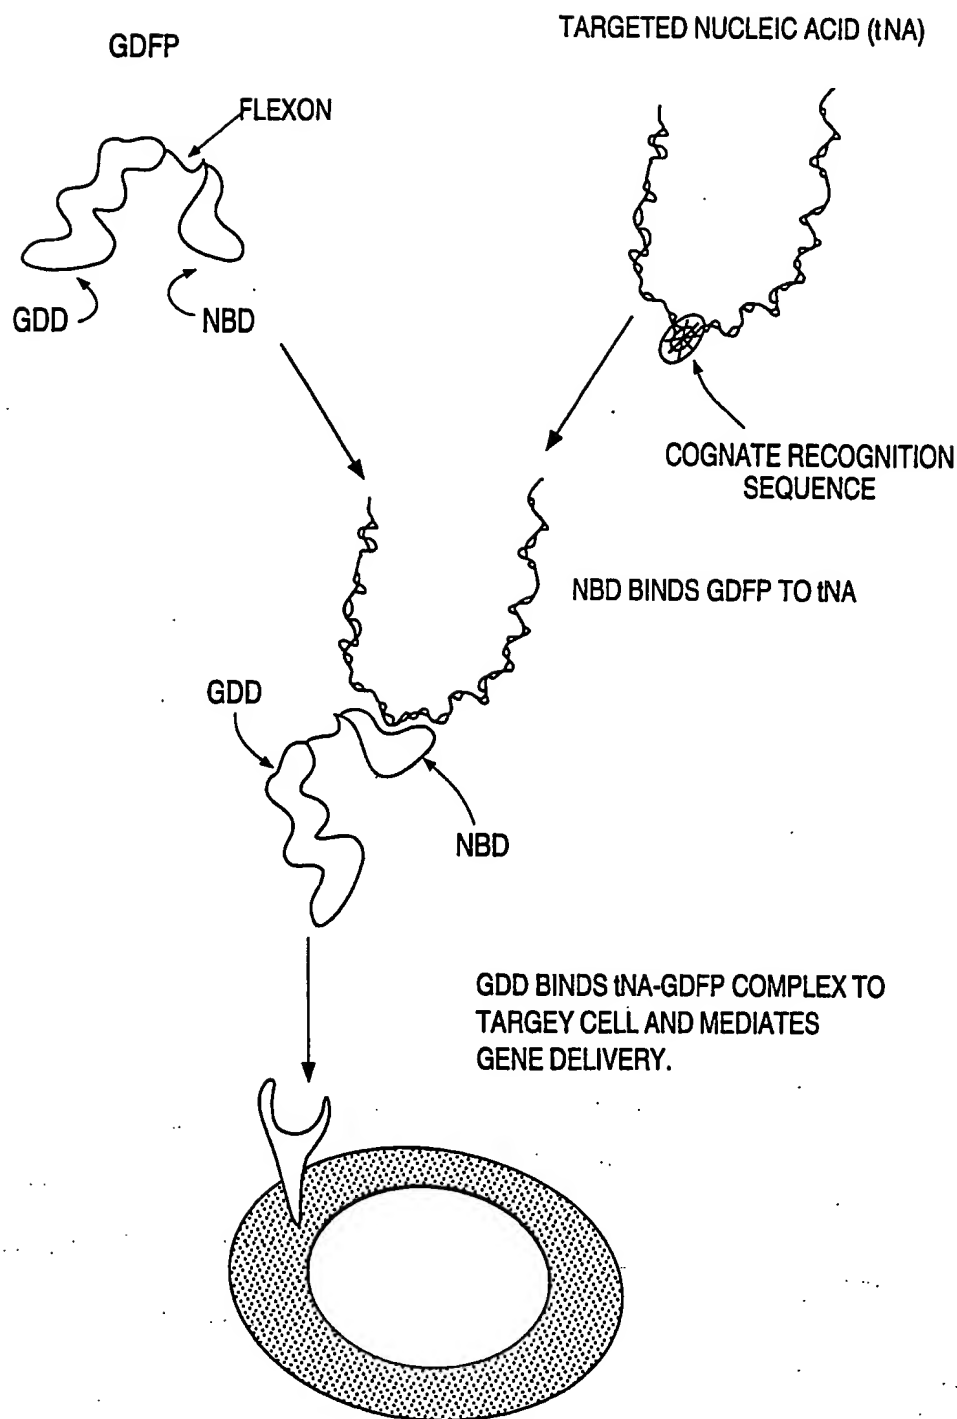 GDFP
TARGETED NUCLEIC ACID (tNA)
FLEXON
GDD
NBD
COGNATE RECOGNITION
SEQUENCE
NBD BINDS GDFP TO tNA
GDD
NBD
GDD BINDS tNA-GDFP COMPLEX TO
TARGEY CELL AND MEDIATES
GENE DELIVERY.